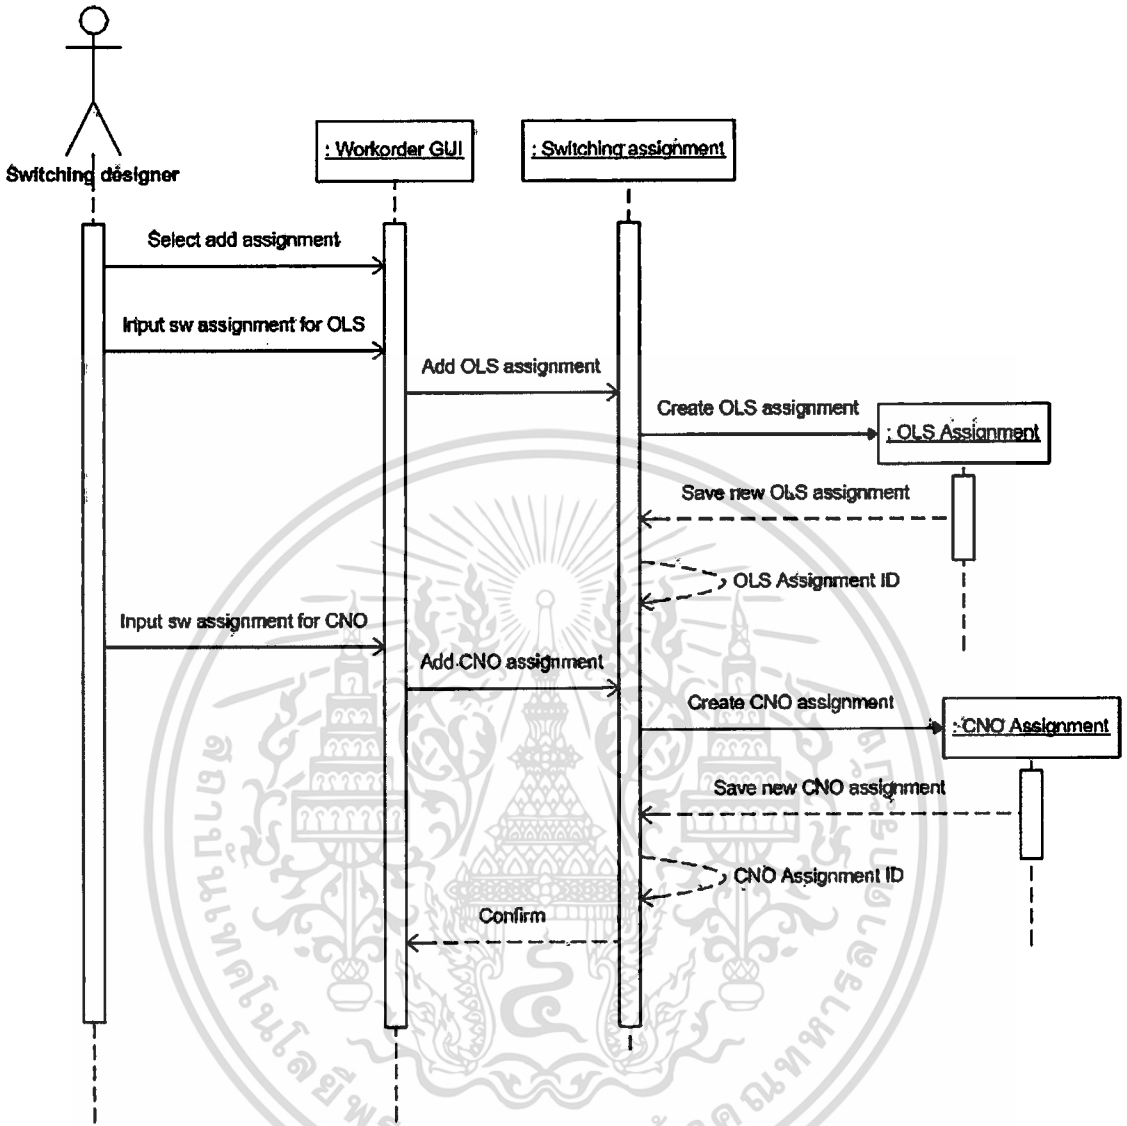 Switching designer
: Workorder GUI
: Switching assignment
Select add assignment
Input sw assignment for OLS
Add OLS assignment
Create OLS assignment
: OLS Assignment
Save new OLS assignment
OLS Assignment ID
Input sw assignment for CNO
Add CNO assignment
Create CNO assignment
: CNO Assignment
Save new CNO assignment
CNO Assignment ID
Confirm